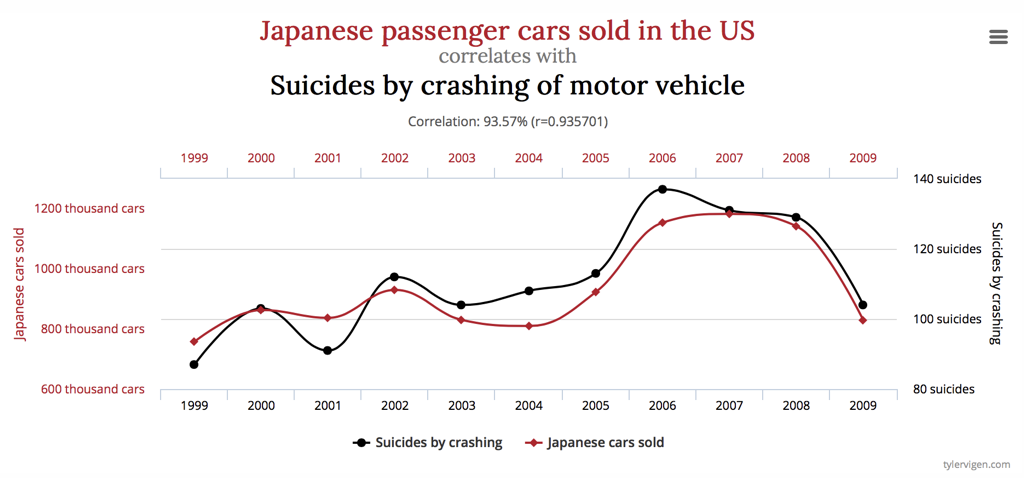 Japanese passenger cars sold in the US
correlates with
Suicides by crashing of motor vehicle
Correlation: 93.57% (r=0.935701)
1999 2000 2001 2002 2003 2004 2005 2006 2007 2008 2009
Japanese cars sold
1200 thousand cars
1000 thousand cars
800 thousand cars
600 thousand cars
140 suicides
120 suicides
100 suicides
80 suicides
Suicides by crashing
1999 2000 2001 2002 2003 2004 2005 2006 2007 2008 2009
Suicides by crashing Japanese cars sold
tylervigen.com